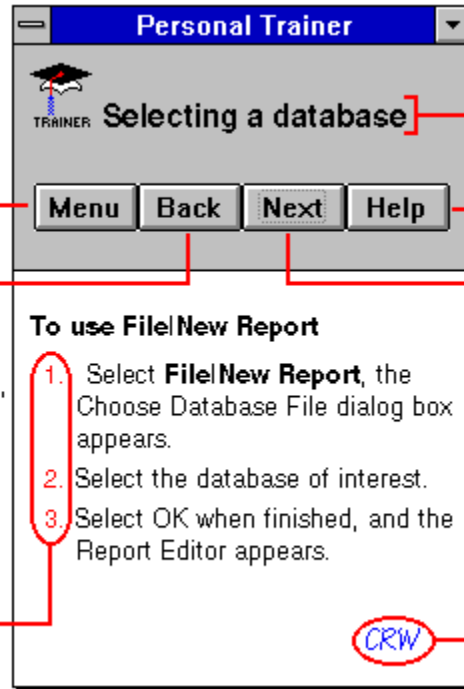 Personal Trainer
TRAINER Selecting a database
Menu Back Next Help
To use File|New Report
1. Select File|New Report, the
Choose Database File dialog box
appears.
2. Select the database of interest.
3. Select OK when finished, and the
Report Editor appears.
CRW